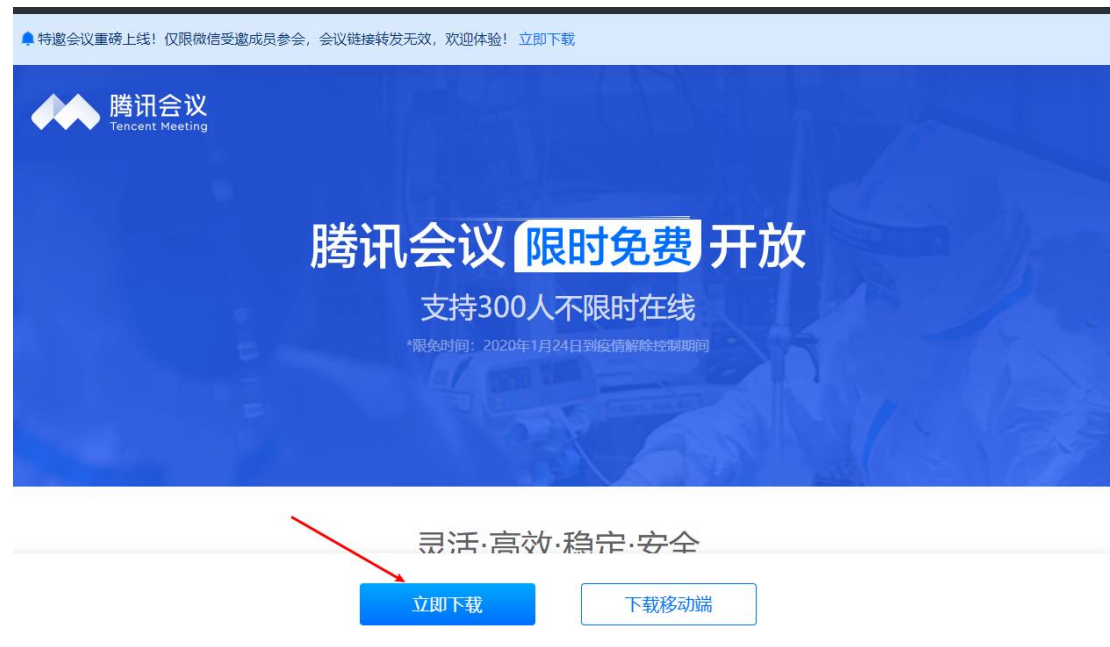 特邀会议重磅上线！仅限微信受邀成员参会，会议链接转发无效，欢迎体验！ 立即下载
腾讯会议
Tencent Meeting
腾讯会议 限时免费 开放
支持300人不限时在线
*限免时间：2020年1月24日到疫情解除控制期间
灵活·高效·稳定·安全
立即下载
下载移动端